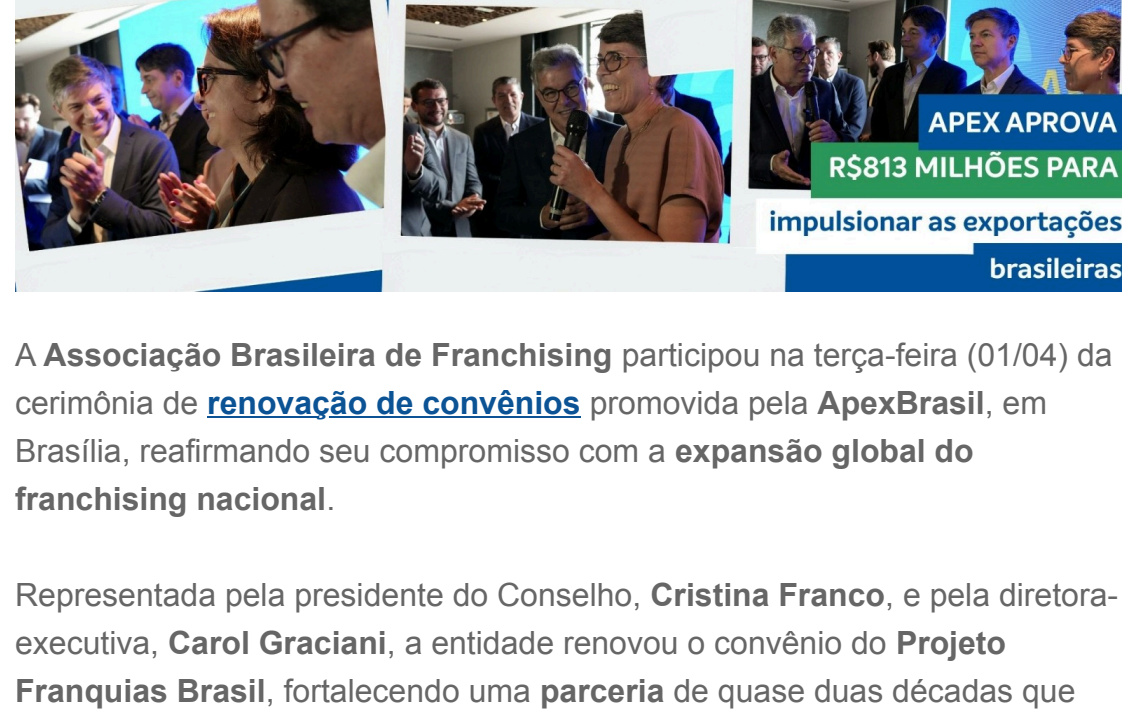 APEX APROVA
R$813 MILHÕES PARA
impulsionar as exportações
brasileiras
A Associação Brasileira de Franchising participou na terça-feira (01/04) da
cerimônia de renovação de convênios promovida pela ApexBrasil, em
Brasília, reafirmando seu compromisso com a expansão global do
franchising nacional.
Representada pela presidente do Conselho, Cristina Franco, e pela diretora-
executiva, Carol Graciani, a entidade renovou o convênio do Projeto
Franquias Brasil, fortalecendo uma parceria de quase duas décadas que